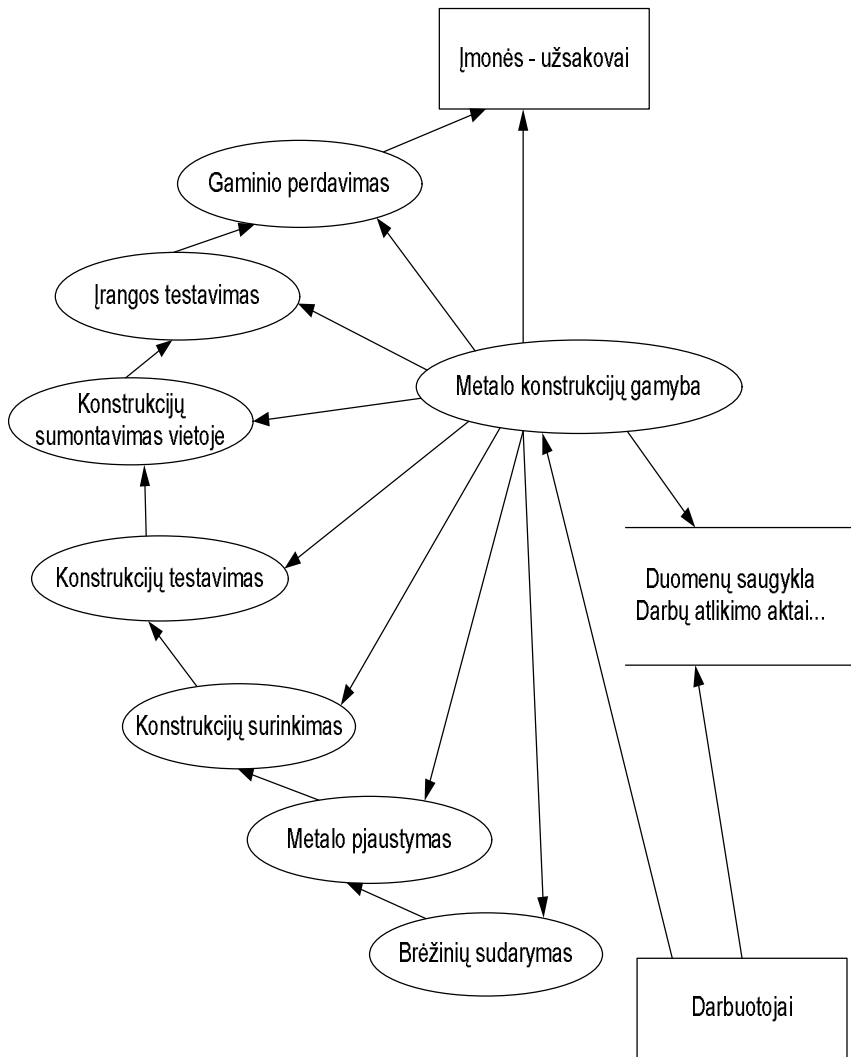 Įmonės - užsakovai
Gaminio perdavimas
Įrangos testavimas
Metalo konstrukcijų gamyba
Konstrukcijų
sumontavimas vietoje
Konstrukcijų testavimas
Duomenų saugykla
Darbų atlikimo aktai...
Konstrukcijų surinkimas
Metalo pjaustymas
Brėžinių sudarymas
Darbuotojai